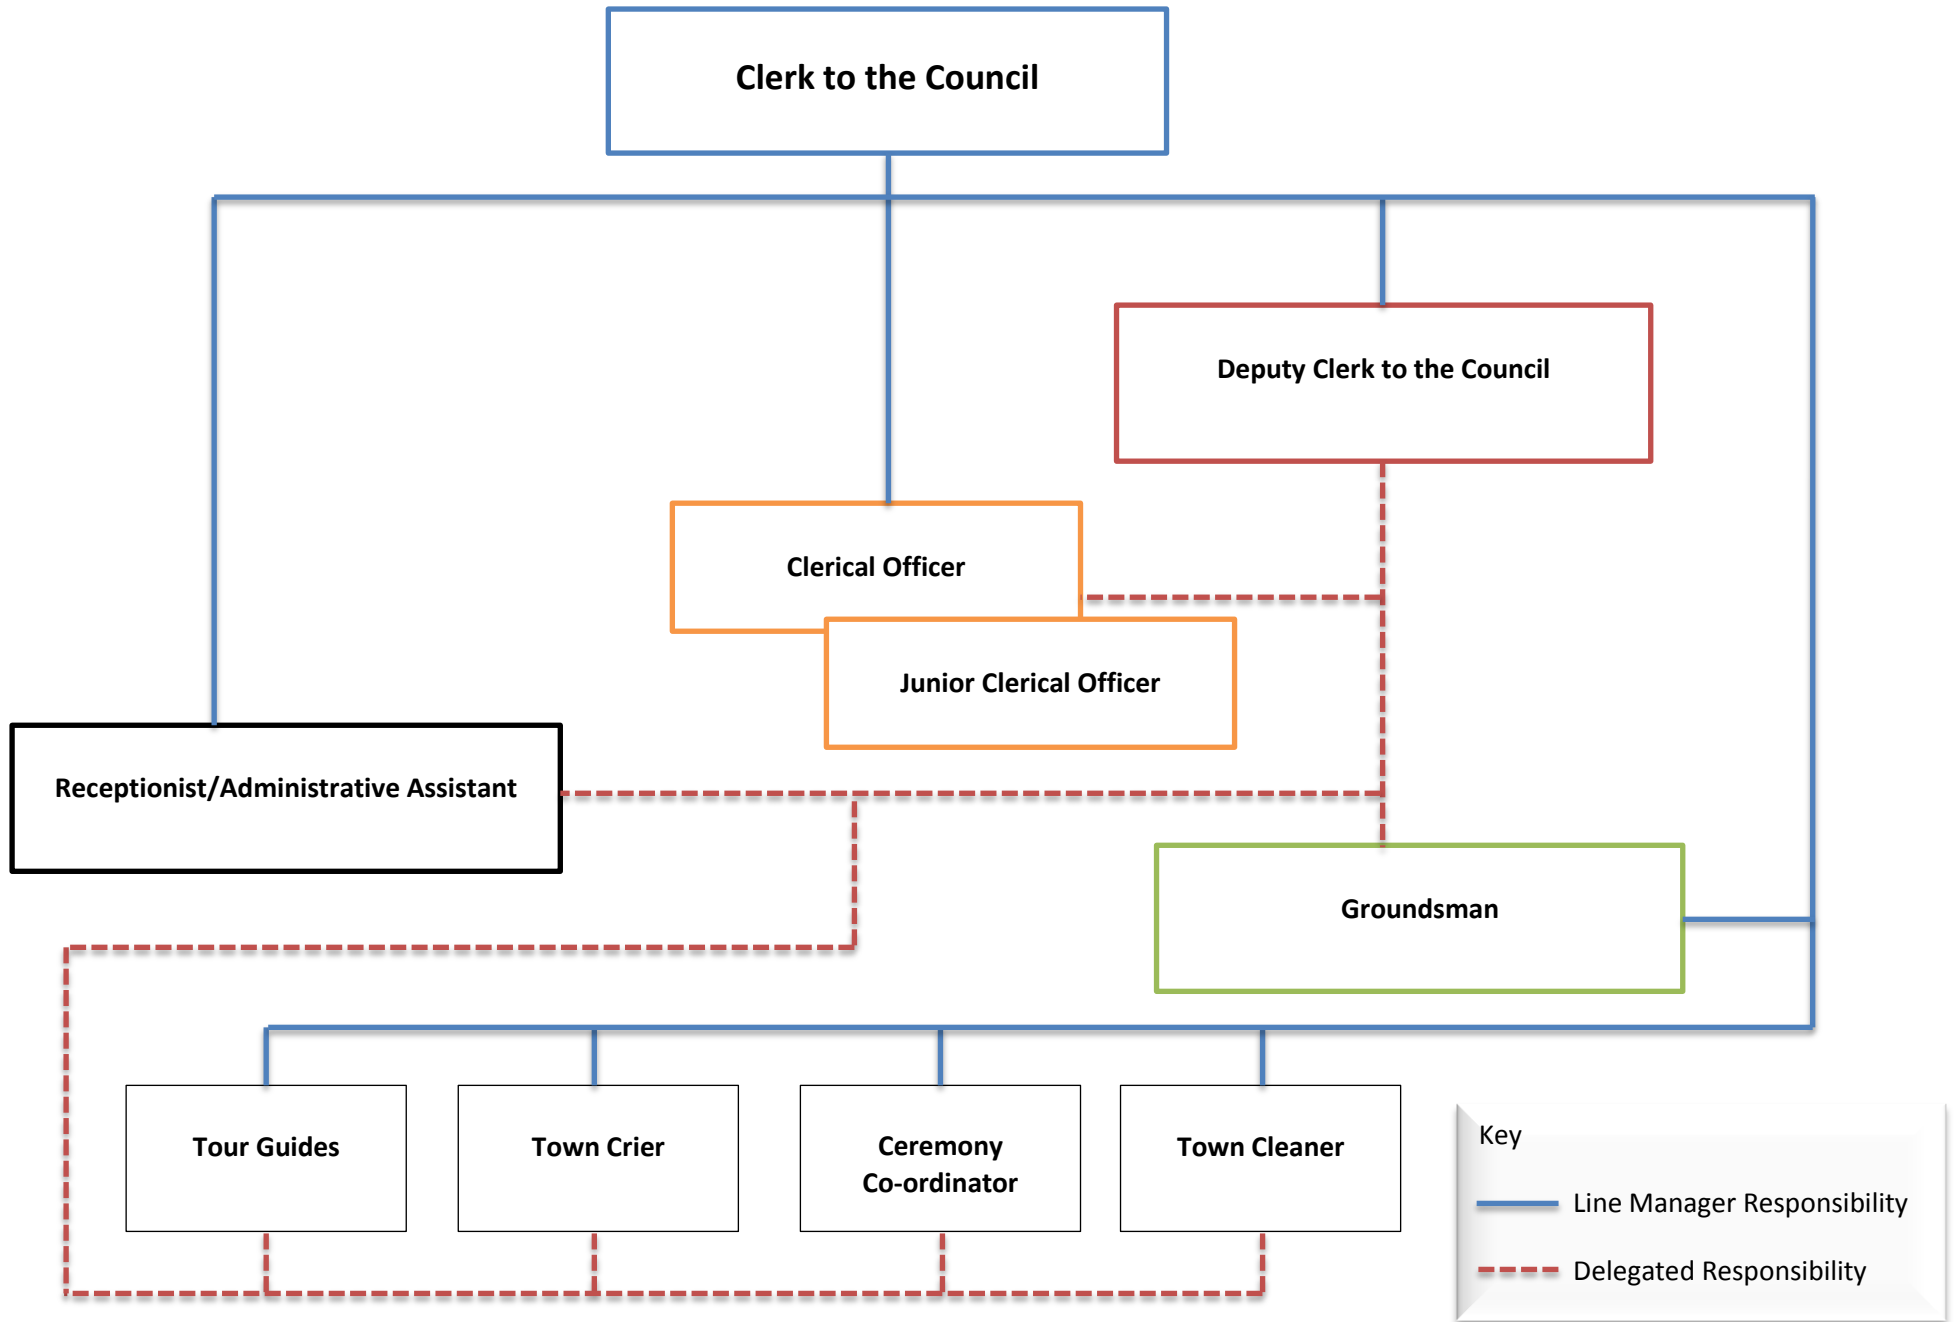 Clerk to the Council
Deputy Clerk to the Council
Clerical Officer
Junior Clerical Officer
Receptionist/Administrative Assistant
Groundsman
Tour Guides
Town Crier
Ceremony
Co-ordinator
Town Cleaner
Key
Line Manager Responsibility
Delegated Responsibility